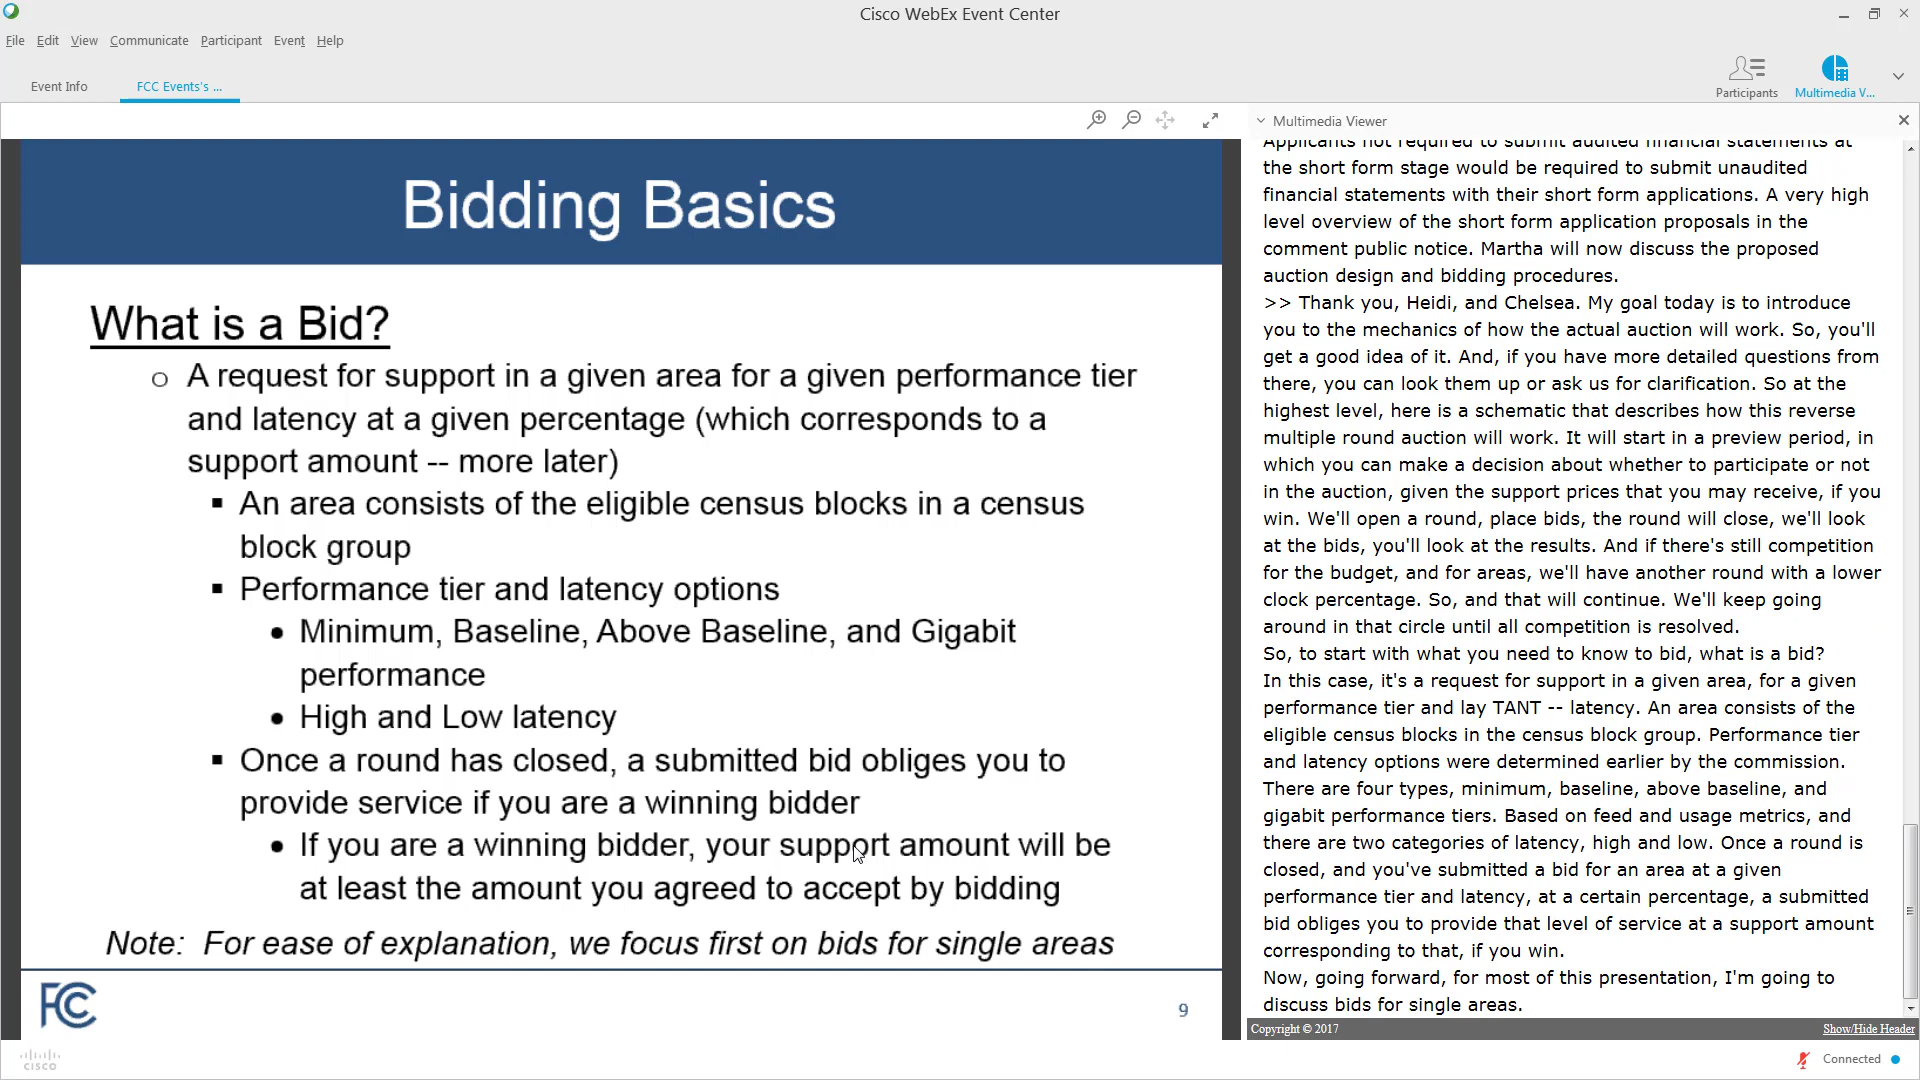 Cisco WebEx Event Center
File Edit View Communicate Participant Event Help
Event Info FCC Events's ...
Participants Multimedia V...
Bidding Basics
What is a Bid?
o A request for support in a given area for a given performance tier
and latency at a given percentage (which corresponds to a
support amount -- more later)
▪ An area consists of the eligible census blocks in a census
block group
▪ Performance tier and latency options
• Minimum, Baseline, Above Baseline, and Gigabit
performance
• High and Low latency
▪ Once a round has closed, a submitted bid obliges you to
provide service if you are a winning bidder
• If you are a winning bidder, your support amount will be
at least the amount you agreed to accept by bidding
Note: For ease of explanation, we focus first on bids for single areas
FCC
9
cisco
Multimedia Viewer
Applicants not required to submit audited financial statements at
the short form stage would be required to submit unaudited
financial statements with their short form applications. A very high
level overview of the short form application proposals in the
comment public notice. Martha will now discuss the proposed
auction design and bidding procedures.
>> Thank you, Heidi, and Chelsea. My goal today is to introduce
you to the mechanics of how the actual auction will work. So, you'll
get a good idea of it. And, if you have more detailed questions from
there, you can look them up or ask us for clarification. So at the
highest level, here is a schematic that describes how this reverse
multiple round auction will work. It will start in a preview period, in
which you can make a decision about whether to participate or not
in the auction, given the support prices that you may receive, if you
win. We'll open a round, place bids, the round will close, we'll look
at the bids, you'll look at the results. And if there's still competition
for the budget, and for areas, we'll have another round with a lower
clock percentage. So, and that will continue. We'll keep going
around in that circle until all competition is resolved.
So, to start with what you need to know to bid, what is a bid?
In this case, it's a request for support in a given area, for a given
performance tier and lay TANT -- latency. An area consists of the
eligible census blocks in the census block group. Performance tier
and latency options were determined earlier by the commission.
There are four types, minimum, baseline, above baseline, and
gigabit performance tiers. Based on feed and usage metrics, and
there are two categories of latency, high and low. Once a round is
closed, and you've submitted a bid for an area at a given
performance tier and latency, at a certain percentage, a submitted
bid obliges you to provide that level of service at a support amount
corresponding to that, if you win.
Now, going forward, for most of this presentation, I'm going to
discuss bids for single areas.
Copyright © 2017 Show/Hide Header
Connected